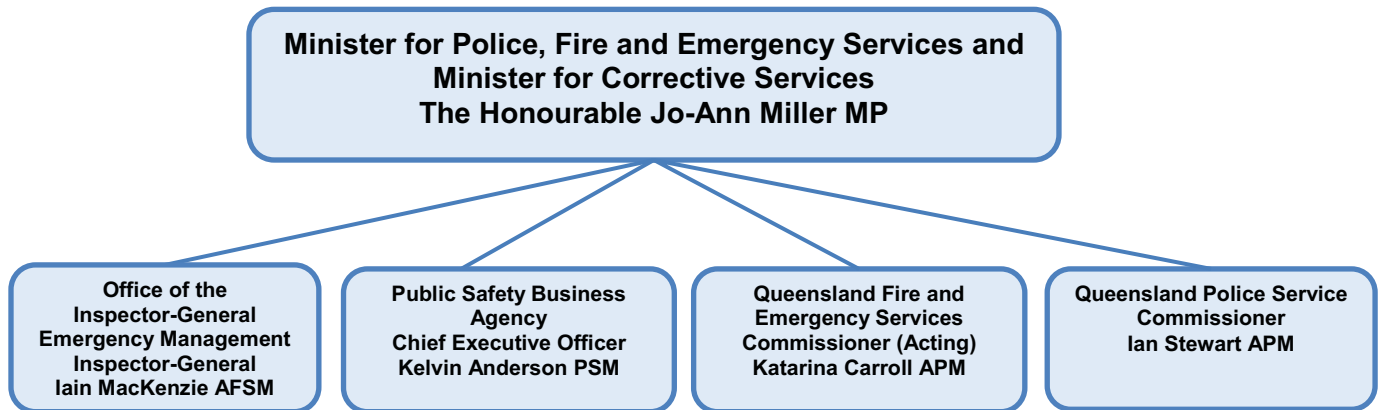 Minister for Police, Fire and Emergency Services and
Minister for Corrective Services
The Honourable Jo-Ann Miller MP
Office of the
Inspector-General
Emergency Management
Inspector-General
Iain MacKenzie AFSM
Public Safety Business
Agency
Chief Executive Officer
Kelvin Anderson PSM
Queensland Fire and
Emergency Services
Commissioner (Acting)
Katarina Carroll APM
Queensland Police Service
Commissioner
Ian Stewart APM